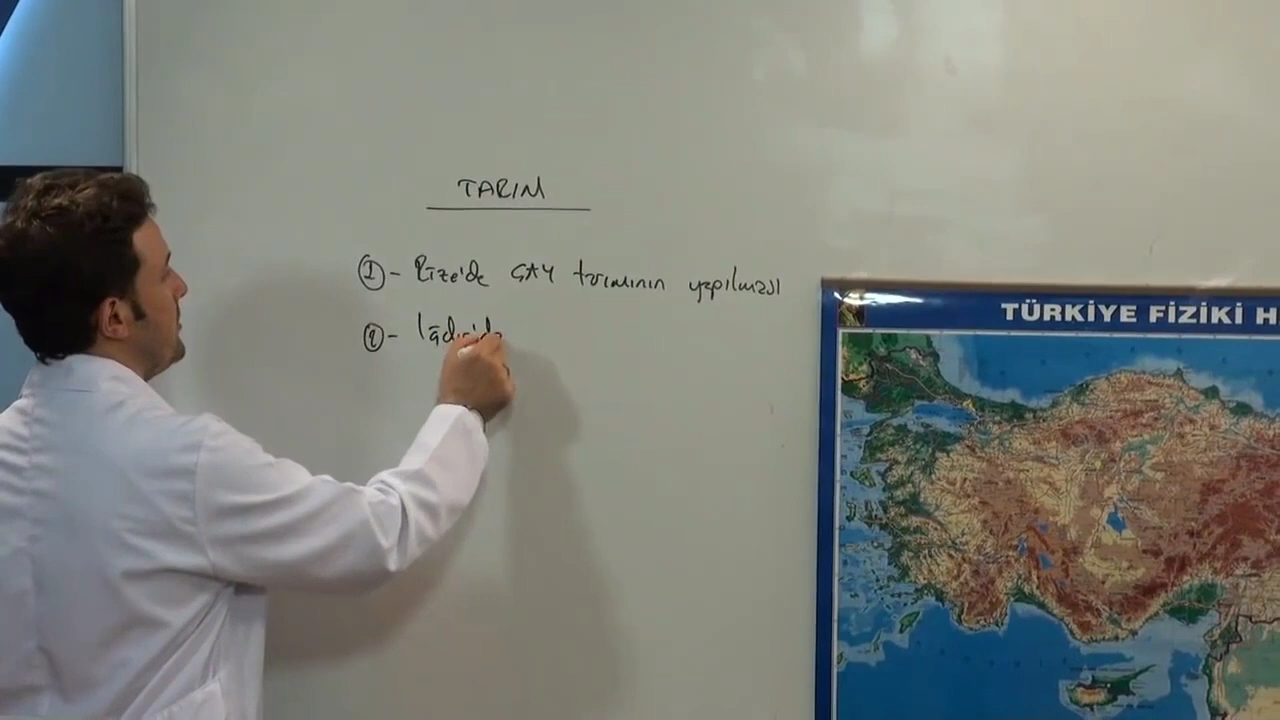 TARIM
1- Rize'de ÇAY tarımının yapılması
2- Iğdır'da
TÜRKİYE FİZİKİ H